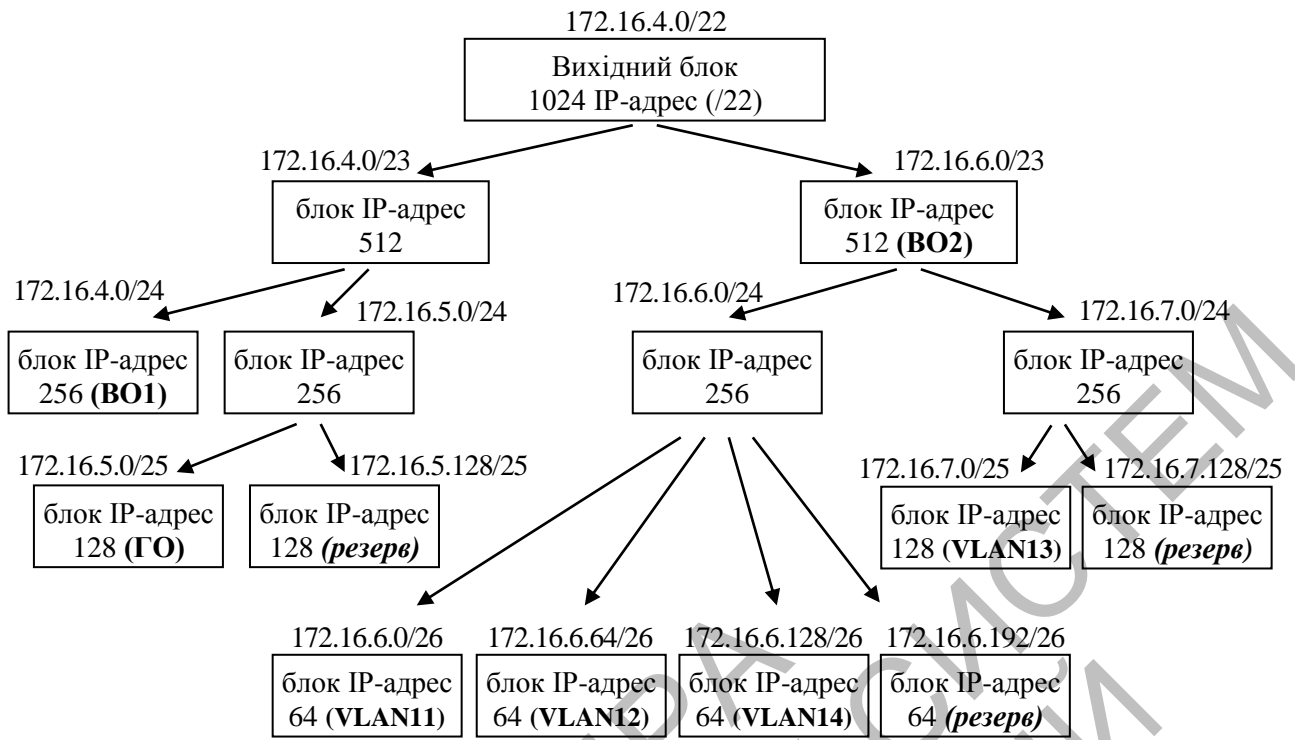 172.16.4.0/22
Вихідний блок
1024 IP-адрес (/22)
172.16.4.0/23
172.16.6.0/23
блок IP-адрес
512
блок IP-адрес
512 (ВО2)
172.16.4.0/24
172.16.5.0/24
172.16.6.0/24
172.16.7.0/24
блок IP-адрес
256 (ВО1)
блок IP-адрес
256
блок IP-адрес
256
блок IP-адрес
256
172.16.5.0/25
172.16.5.128/25
172.16.7.0/25
172.16.7.128/25
блок IP-адрес
128 (ГО)
блок IP-адрес
128 (резерв)
блок IP-адрес
128 (VLAN13)
блок IP-адрес
128 (резерв)
172.16.6.0/26
172.16.6.64/26
172.16.6.128/26
172.16.6.192/26
блок IP-адрес
64 (VLAN11)
блок IP-адрес
64 (VLAN12)
блок IP-адрес
64 (VLAN14)
блок IP-адрес
64 (резерв)
СИСТЕМ